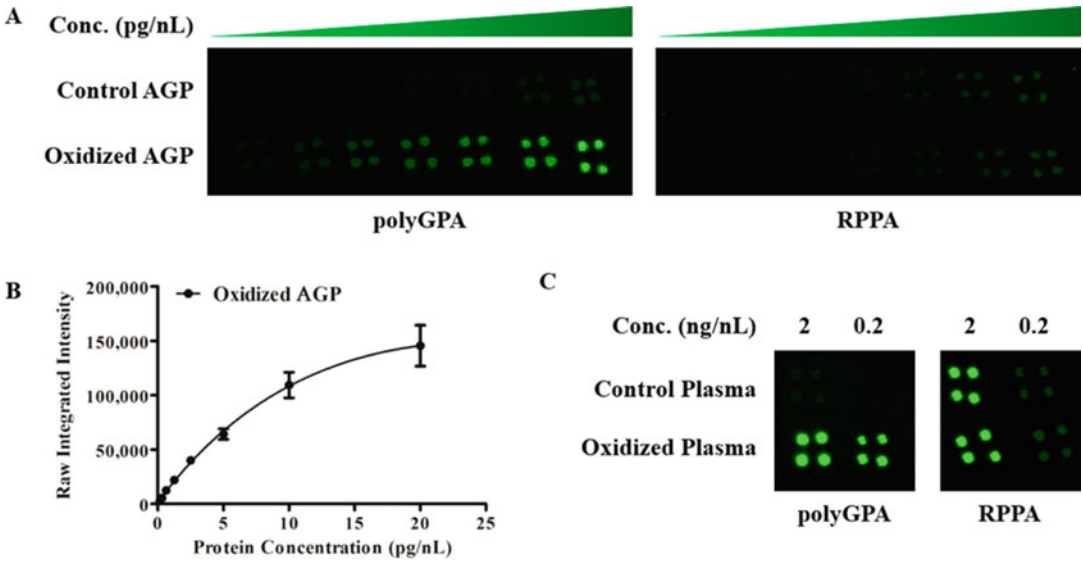 A
Conc. (pg/nL)
Control AGP
Oxidized AGP
polyGPA
RPPA
B
Oxidized AGP
200,000
150,000
100,000
50,000
0
Raw Integrated Intensity
0 5 10 15 20 25
Protein Concentration (pg/nL)
C
Conc. (ng/nL) 2 0.2 2 0.2
Control Plasma
Oxidized Plasma
polyGPA
RPPA